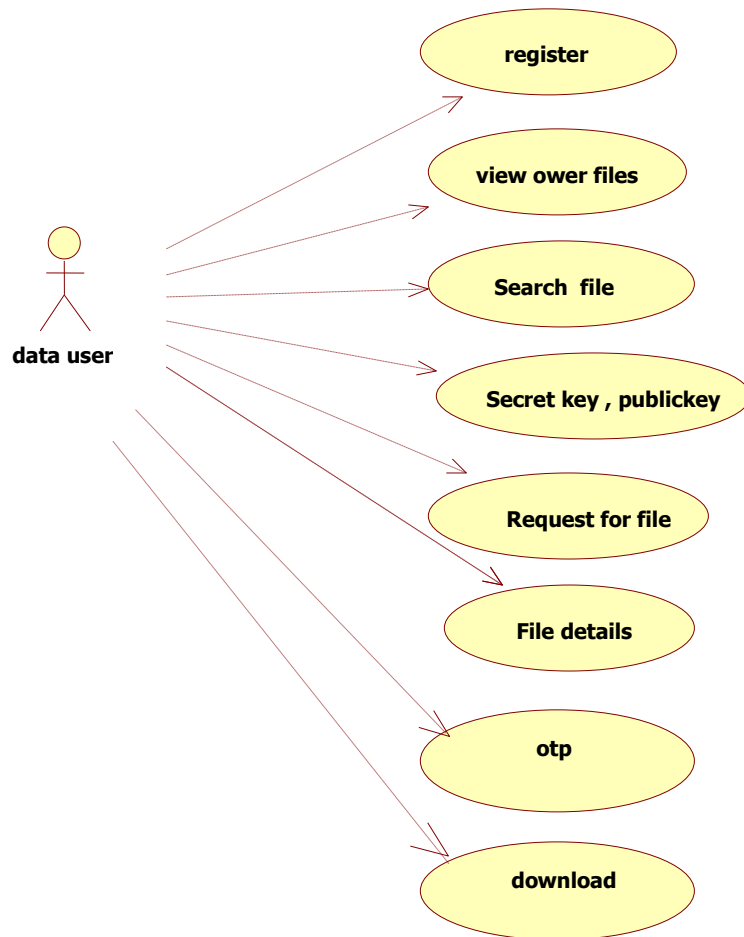 register
view ower files
Search file
data user
Secret key , publickey
Request for file
File details
otp
download